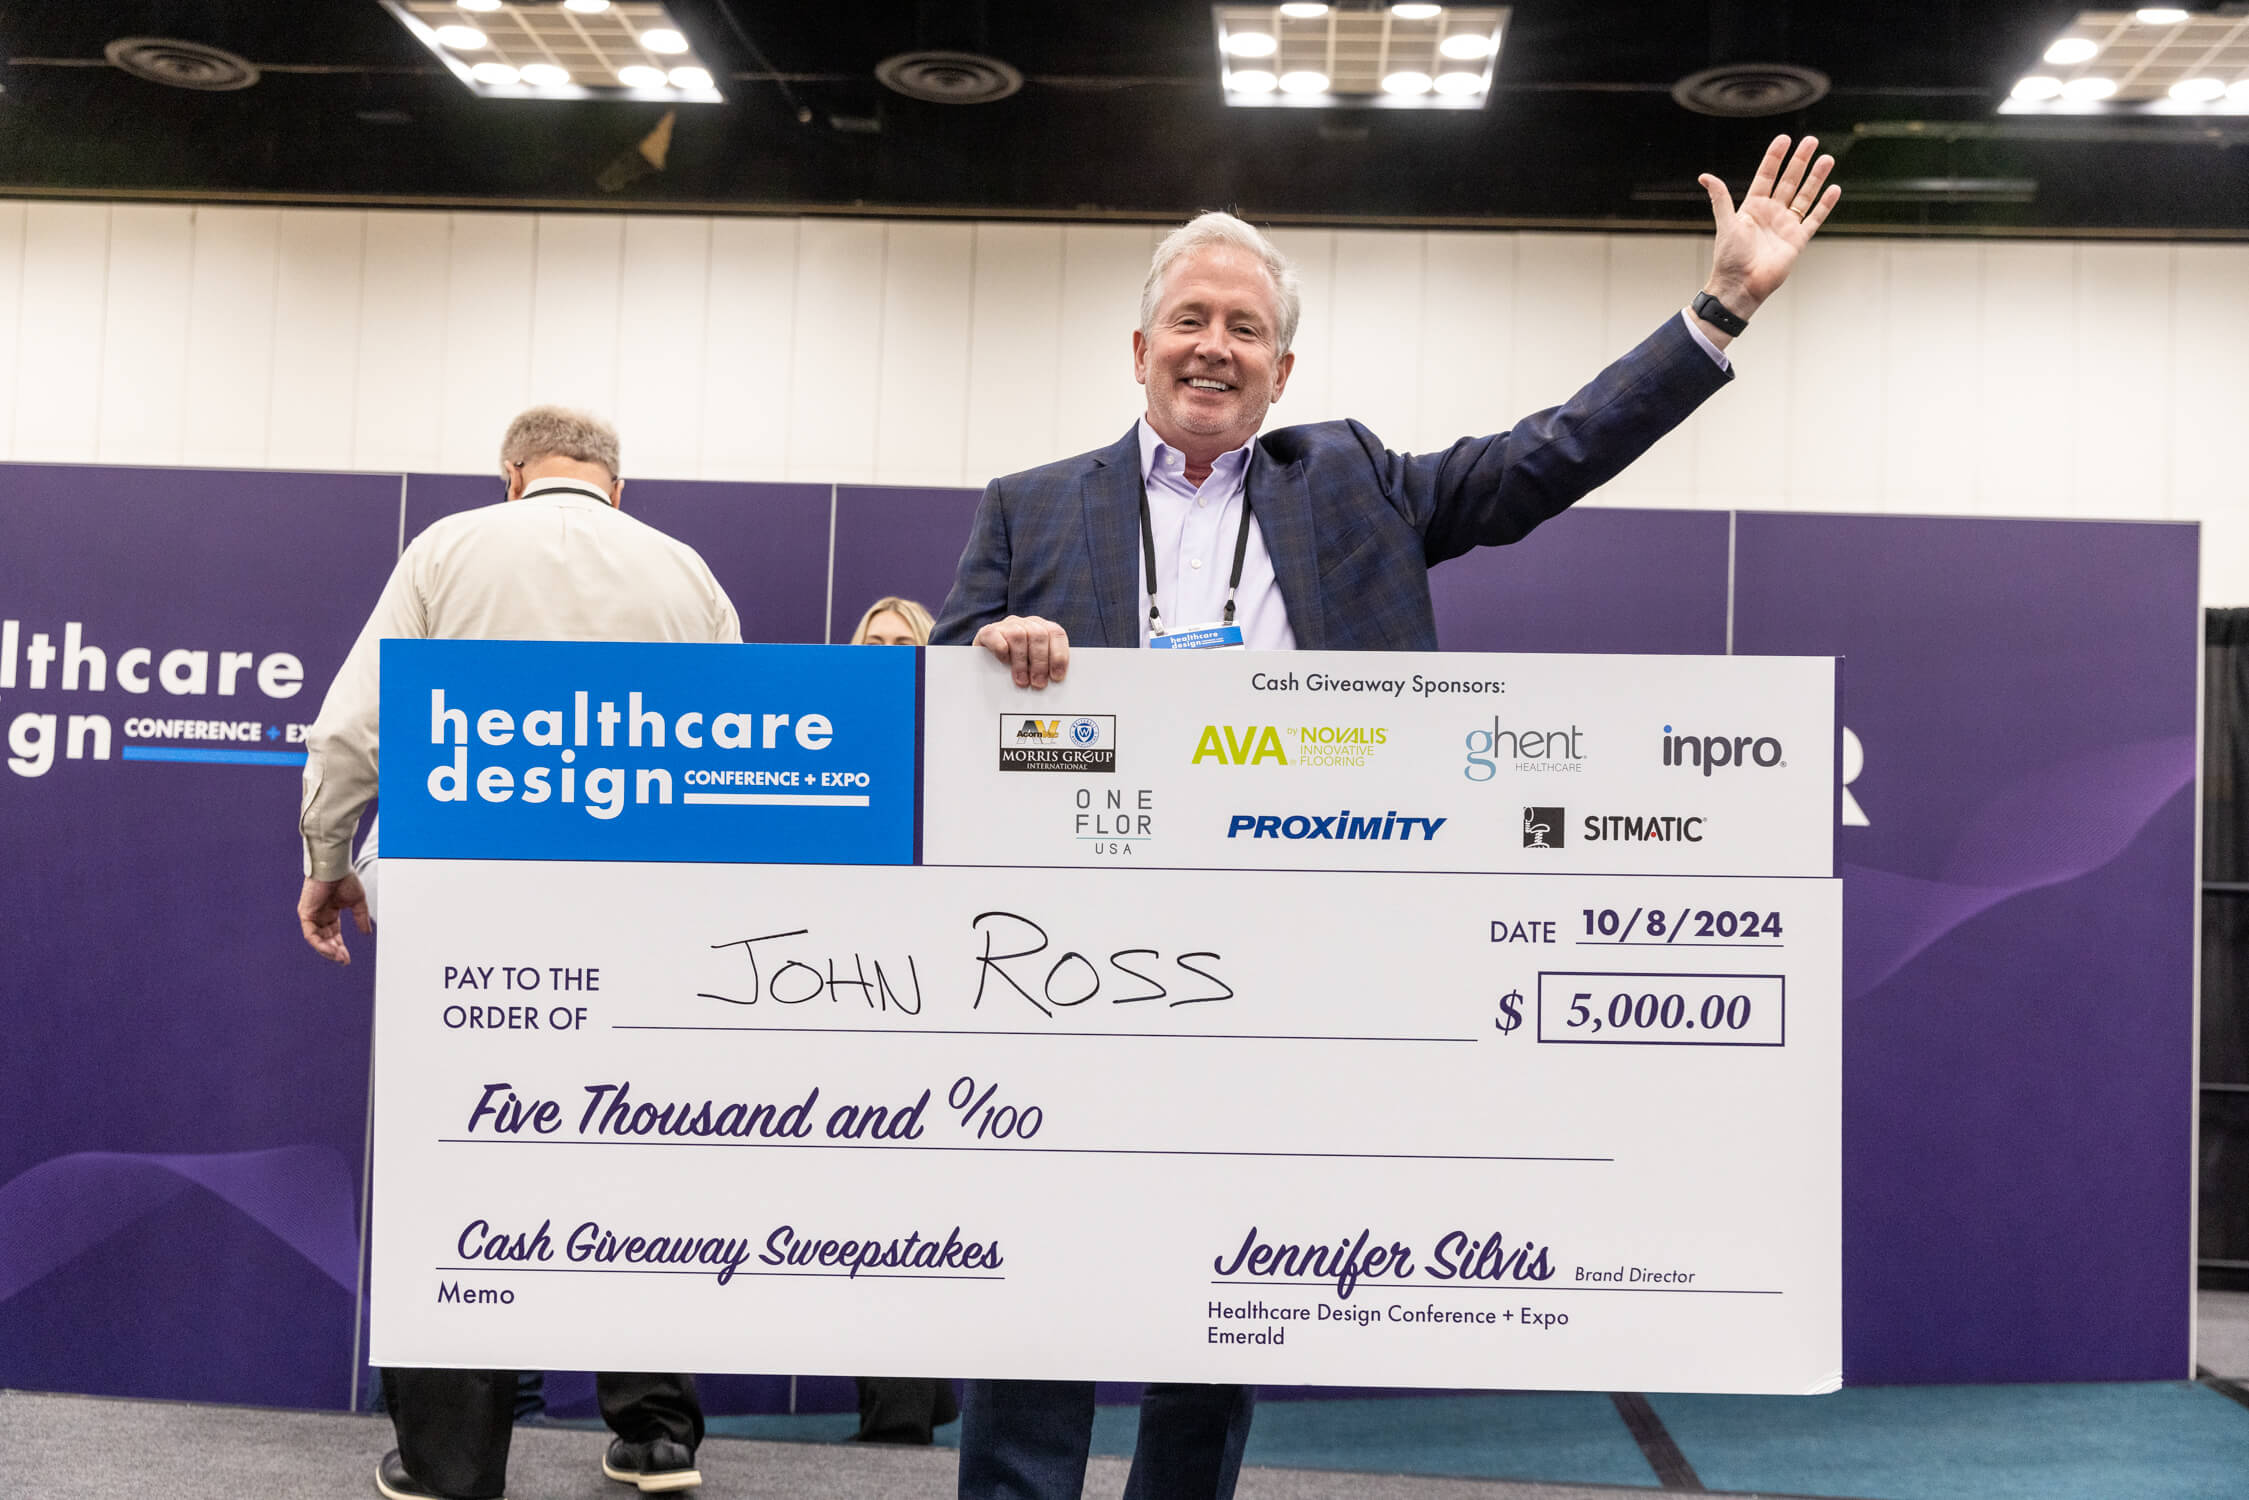 lthcare
gn CONFERENCE + EX
R
healthcare
design
healthcare
design CONFERENCE + EXPO
Cash Giveaway Sponsors:
AcornVac
MORRIS GROUP
INTERNATIONAL
AVA by NOVALIS
INNOVATIVE
FLOORING
ghent
HEALTHCARE
inpro
ONE
FLOR
USA
PROXiMiTY
SITMATIC
DATE 10/8/2024
PAY TO THE
ORDER OF
JOHN ROSS
$ 5,000.00
Five Thousand and 0/100
Cash Giveaway Sweepstakes
Memo
Jennifer Silvis Brand Director
Healthcare Design Conference + Expo
Emerald